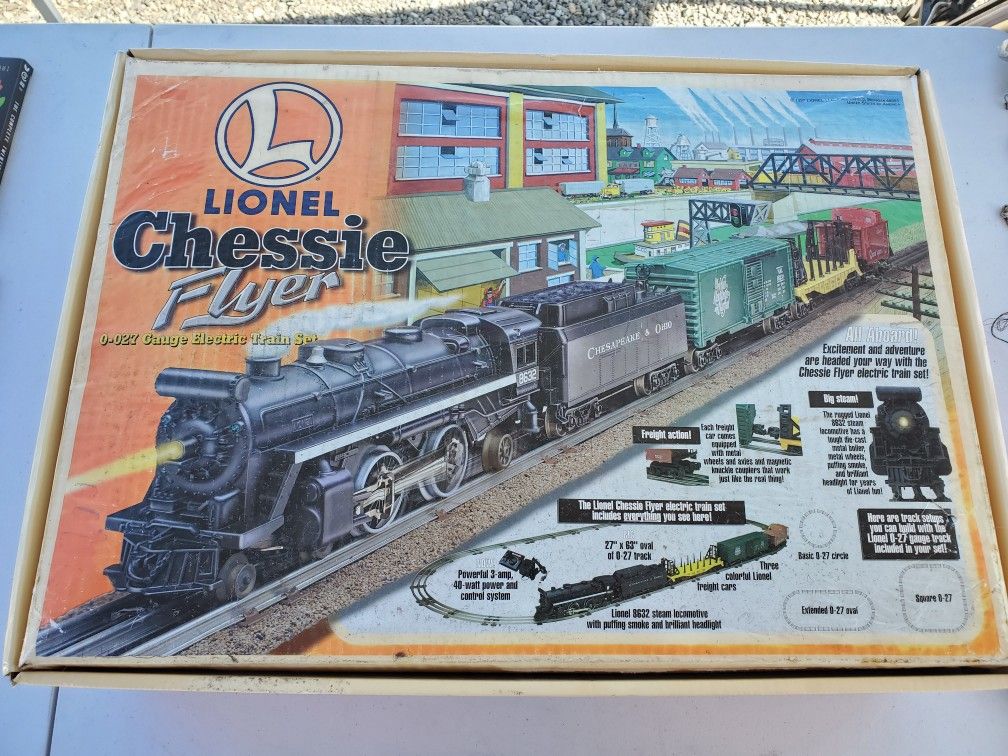 L
LIONEL
Chessie
Flyer
0-027 Gauge Electric Train Set
8632
CHESAPEAKE & OHIO
All Aboard!
Excitement and adventure
are headed your way with the
Chessie Flyer electric train set!
Big steam!
The rugged Lionel
8632 steam
locomotive has a
tough die-cast
metal boiler,
metal wheels,
puffing smoke,
and brilliant
headlight for years
of Lionel fun!
Freight action!
Each freight
car comes
equipped
with metal
wheels and axles and magnetic
knuckle couplers that work
just like the real thing!
The Lionel Chessie Flyer electric train set
includes everything you see here!
27" x 63" oval
of 0-27 track
Powerful 3-amp,
40-watt power and
control system
Three
colorful Lionel
freight cars
Lionel 8632 steam locomotive
with puffing smoke and brilliant headlight
Here are track setups
you can build with the
Lionel 0-27 gauge track
included in your set!
Basic 0-27 circle
Extended 0-27 oval
Square 0-27
THE COMPLETE